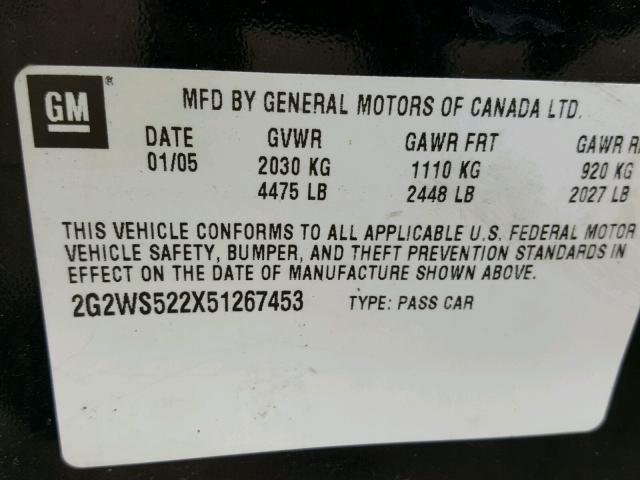 GM ®
MFD BY GENERAL MOTORS OF CANADA LTD.
DATE GVWR GAWR FRT GAWR
01/05 2030 KG 1110 KG 920 KG
4475 LB 2448 LB 2027 LB
THIS VEHICLE CONFORMS TO ALL APPLICABLE U.S. FEDERAL MOTOR
VEHICLE SAFETY, BUMPER, AND THEFT PREVENTION STANDARDS IN
EFFECT ON THE DATE OF MANUFACTURE SHOWN ABOVE.
2G2WS522X51267453 TYPE: PASS CAR